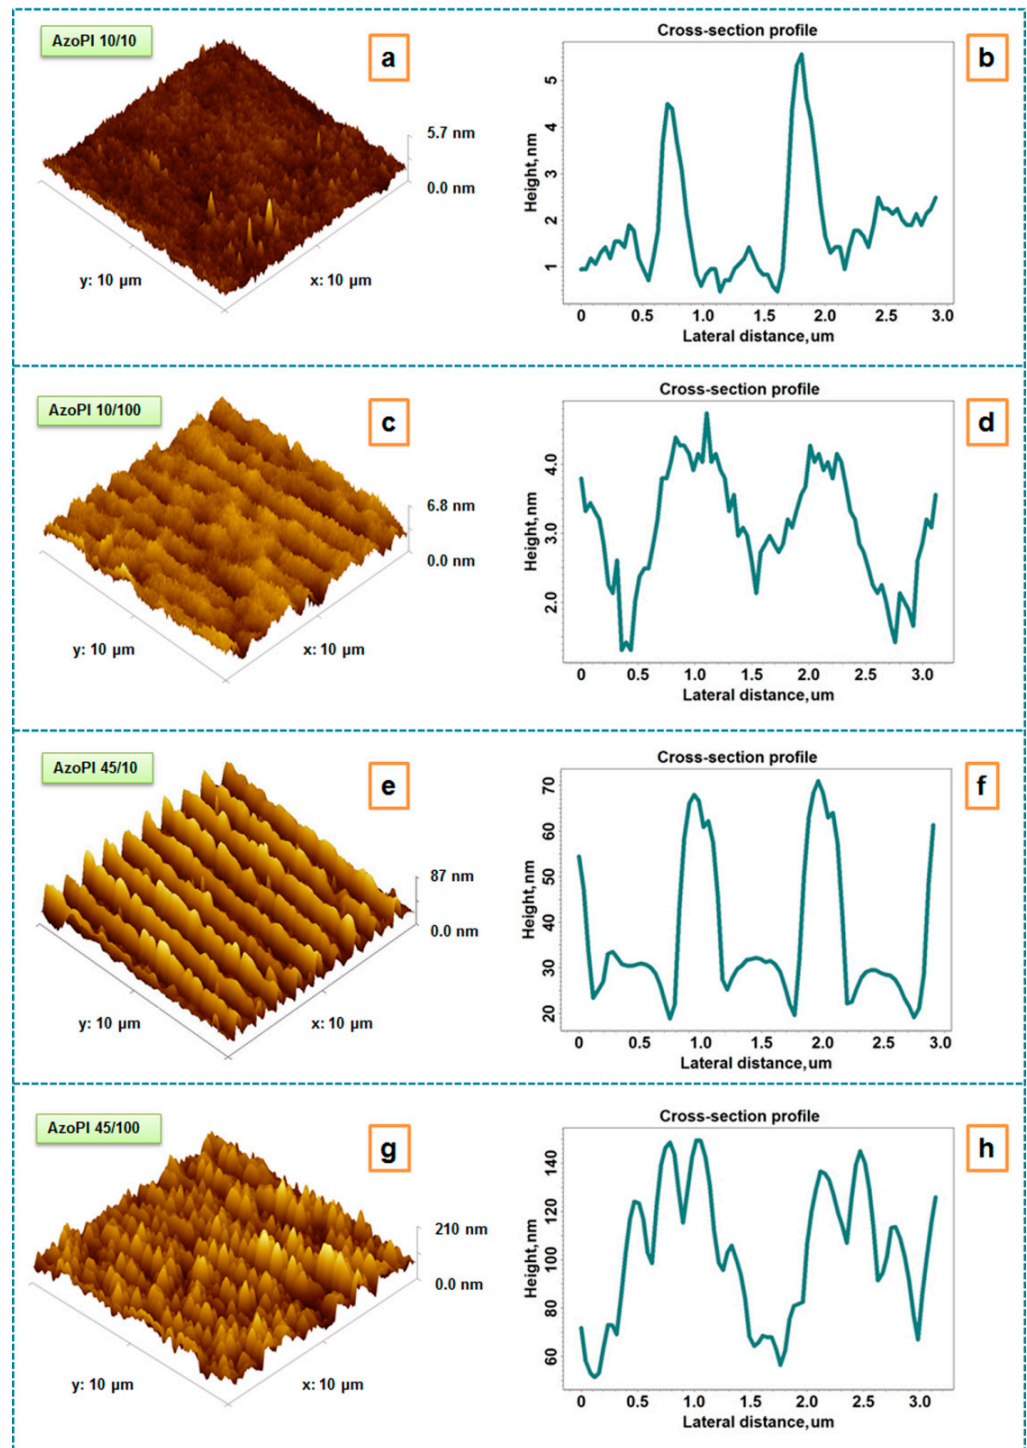 AzoPI 10/10
a
5.7 nm
0.0 nm
y: 10 µm
x: 10 µm
Cross-section profile
b
Height,nm
5
4
3
2
1
0 0.5 1.0 1.5 2.0 2.5 3.0
Lateral distance,um
AzoPI 10/100
c
6.8 nm
0.0 nm
y: 10 µm
x: 10 µm
Cross-section profile
d
Height,nm
4.0
3.0
2.0
0 0.5 1.0 1.5 2.0 2.5 3.0
Lateral distance,um
AzoPI 45/10
e
87 nm
0.0 nm
y: 10 µm
x: 10 µm
Cross-section profile
f
Height,nm
70
60
50
40
30
20
0 0.5 1.0 1.5 2.0 2.5 3.0
Lateral distance,um
AzoPI 45/100
g
210 nm
0.0 nm
y: 10 µm
x: 10 µm
Cross-section profile
h
Height,nm
140
120
100
80
60
0 0.5 1.0 1.5 2.0 2.5 3.0
Lateral distance,um